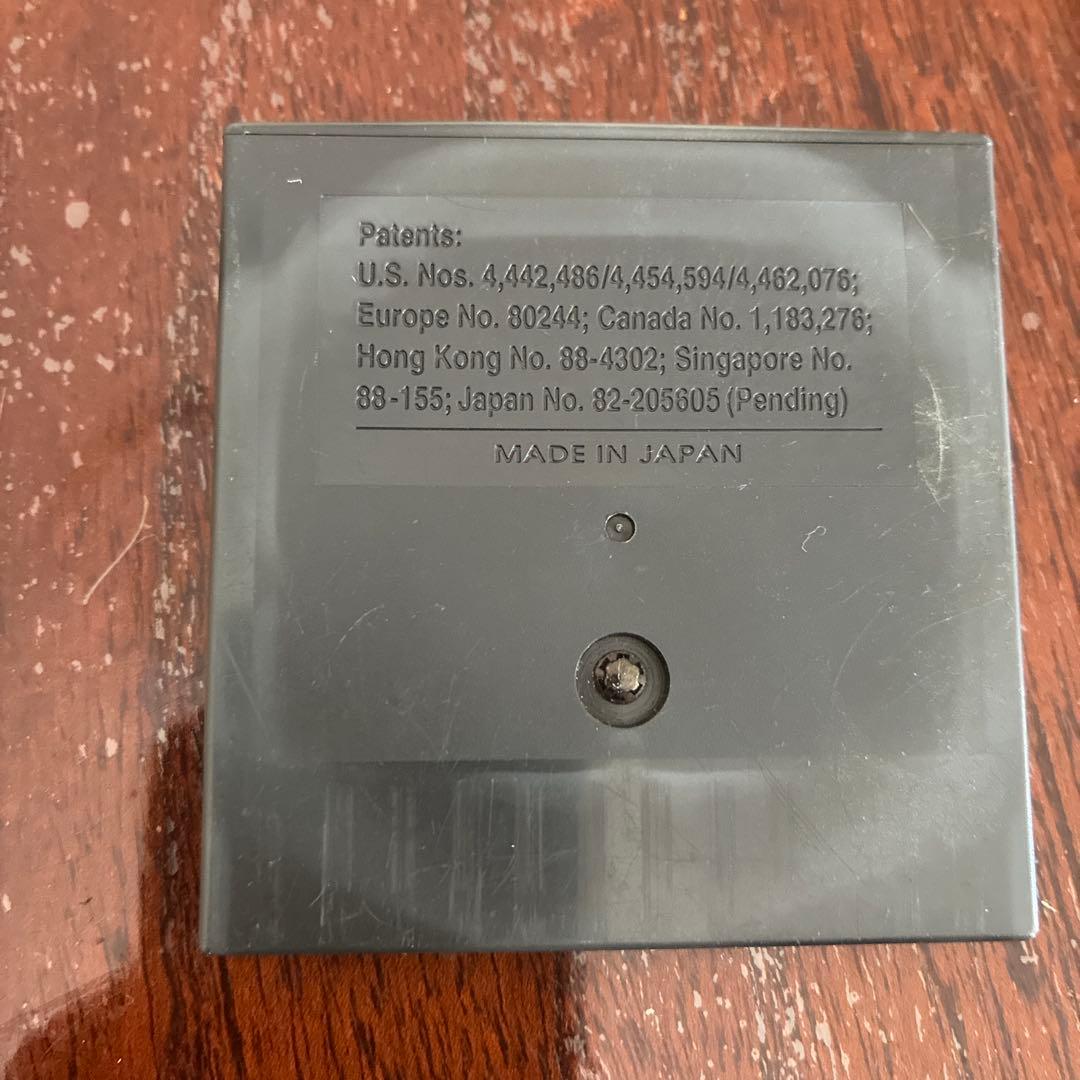 Patents:
U.S. Nos. 4,442,486/4,454,594/4,462,076;
Europe No. 80244; Canada No. 1,183,276;
Hong Kong No. 88-4302; Singapore No.
88-155; Japan No. 82-205605 (Pending)
MADE IN JAPAN